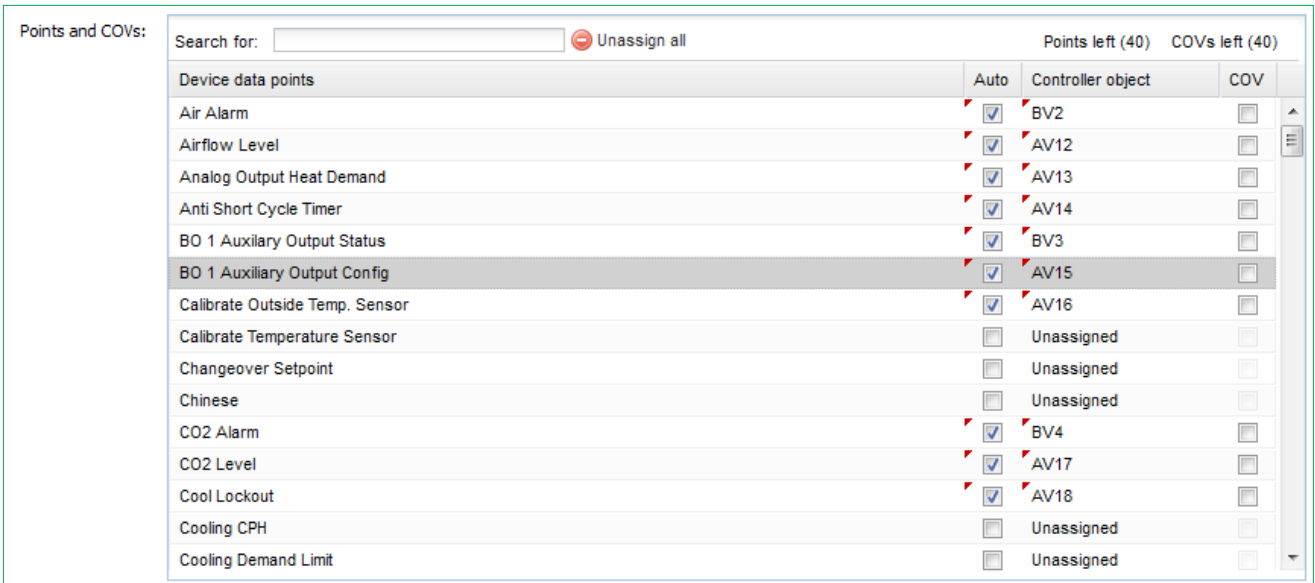 Points and COVs:
Search for: Unassign all Points left (40) COVs left (40)
Device data points Auto Controller object COV
Air Alarm BV2
Airflow Level AV12
Analog Output Heat Demand AV13
Anti Short Cycle Timer AV14
BO 1 Auxilary Output Status BV3
BO 1 Auxiliary Output Config AV15
Calibrate Outside Temp. Sensor AV16
Calibrate Temperature Sensor Unassigned
Changeover Setpoint Unassigned
Chinese Unassigned
CO2 Alarm BV4
CO2 Level AV17
Cool Lockout AV18
Cooling CPH Unassigned
Cooling Demand Limit Unassigned